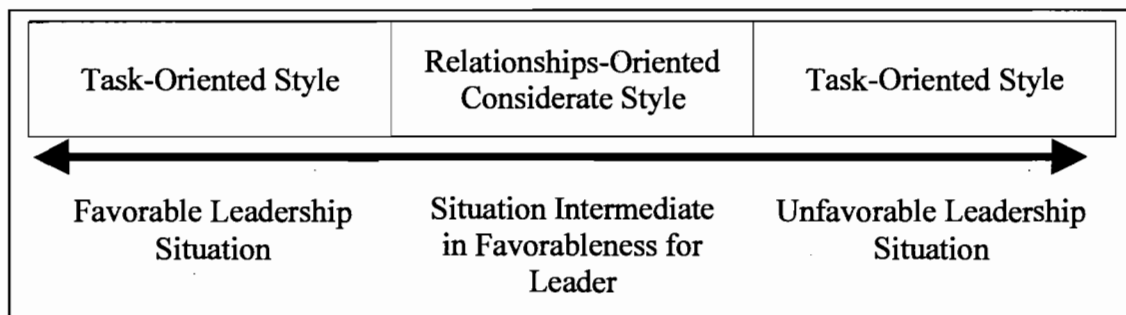 Task-Oriented Style
Relationships-Oriented
Considerate Style
Task-Oriented Style
Favorable Leadership
Situation
Situation Intermediate
in Favorableness for
Leader
Unfavorable Leadership
Situation